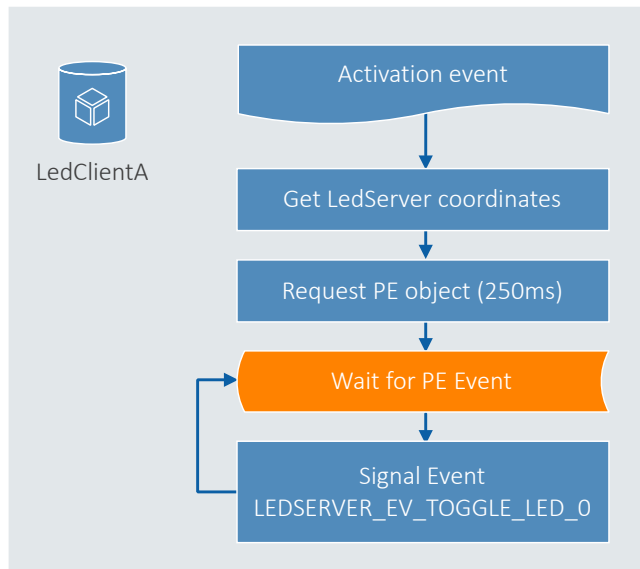 Activation event
LedClientA
Get LedServer coordinates
Request PE object (250ms)
Wait for PE Event
Signal Event
LEDSERVER_EV_TOGGLE_LED_0